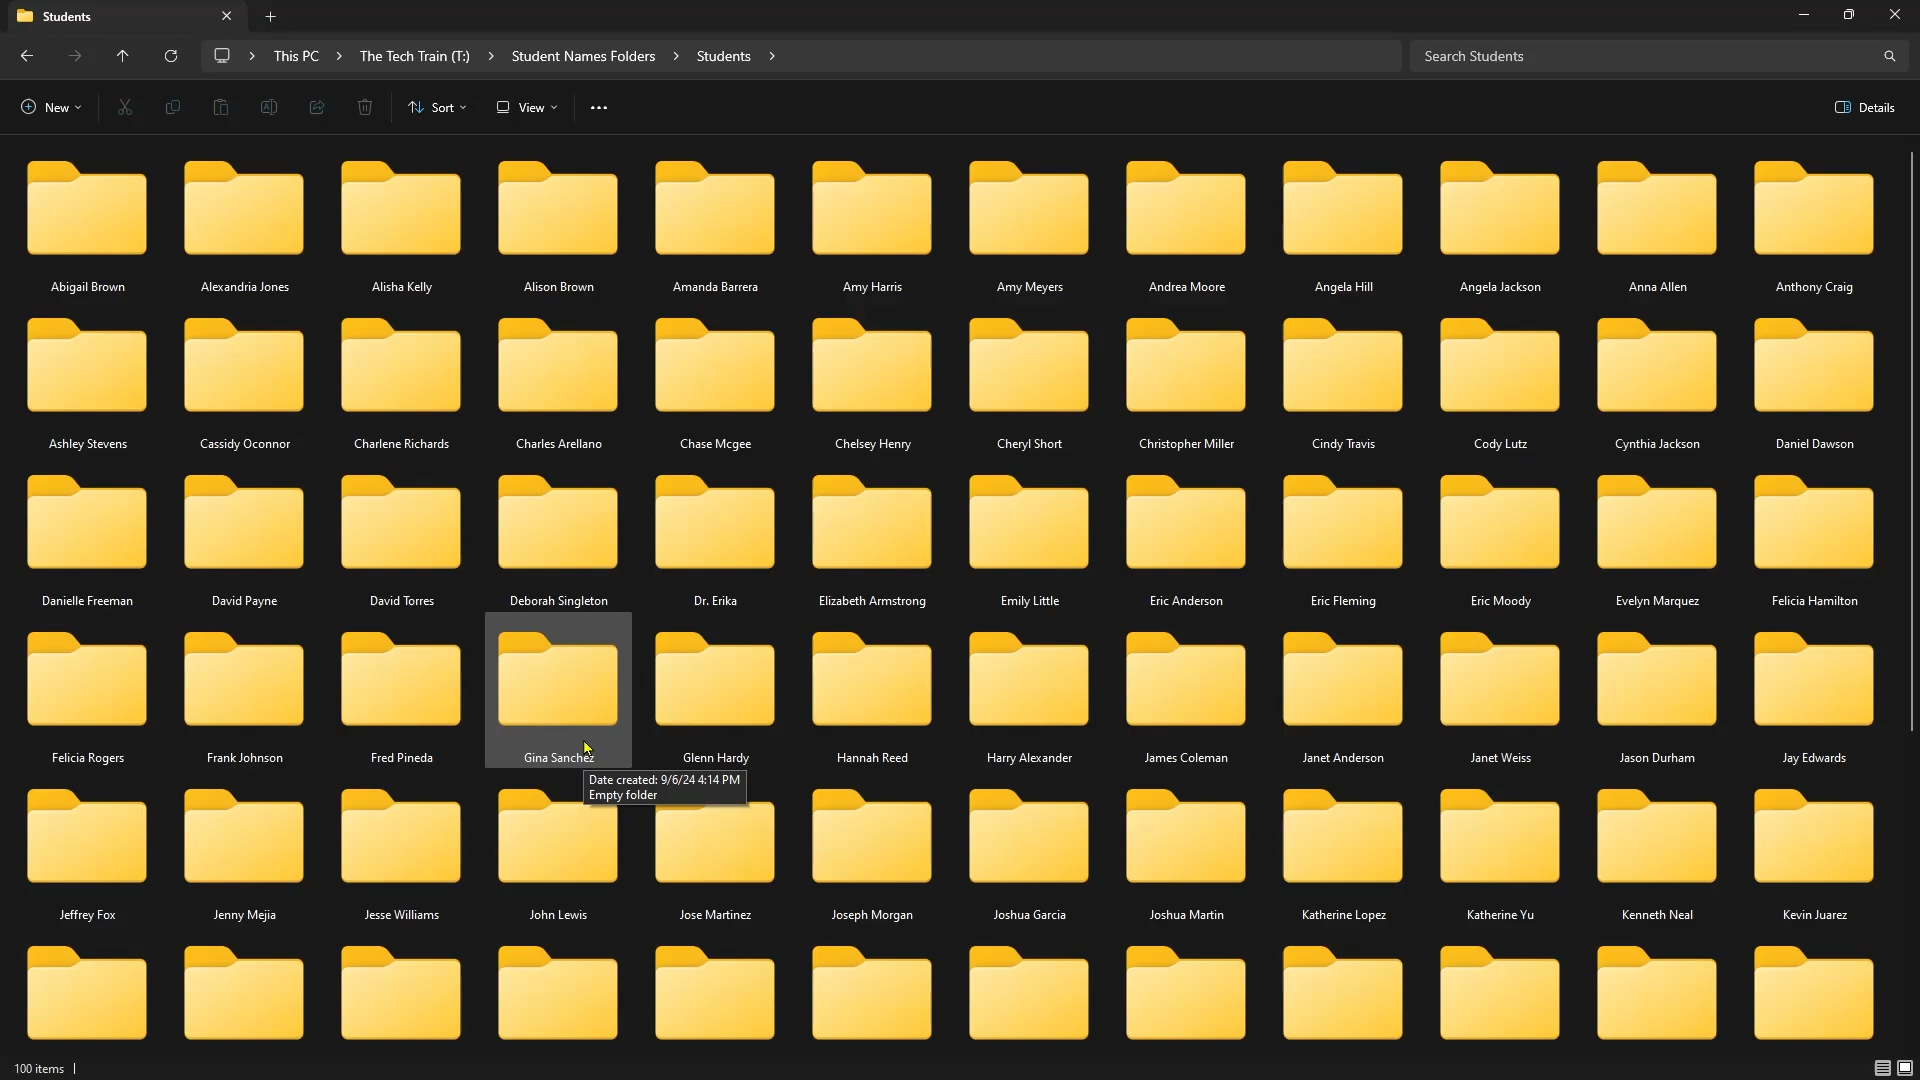 Students
This PC > The Tech Train (T:) > Student Names Folders > Students >
Search Students
New
Sort
View
Details
Abigail Brown
Alexandria Jones
Alisha Kelly
Alison Brown
Amanda Barrera
Amy Harris
Amy Meyers
Andrea Moore
Angela Hill
Angela Jackson
Anna Allen
Anthony Craig
Ashley Stevens
Cassidy Oconnor
Charlene Richards
Charles Arellano
Chase Mcgee
Chelsey Henry
Cheryl Short
Christopher Miller
Cindy Travis
Cody Lutz
Cynthia Jackson
Daniel Dawson
Danielle Freeman
David Payne
David Torres
Deborah Singleton
Dr. Erika
Elizabeth Armstrong
Emily Little
Eric Anderson
Eric Fleming
Eric Moody
Evelyn Marquez
Felicia Hamilton
Felicia Rogers
Frank Johnson
Fred Pineda
Gina Sanchez
Glenn Hardy
Hannah Reed
Harry Alexander
James Coleman
Janet Anderson
Janet Weiss
Jason Durham
Jay Edwards
Date created: 9/6/24 4:14 PM
Empty folder
Jeffrey Fox
Jenny Mejia
Jesse Williams
John Lewis
Jose Martinez
Joseph Morgan
Joshua Garcia
Joshua Martin
Katherine Lopez
Katherine Yu
Kenneth Neal
Kevin Juarez
100 items